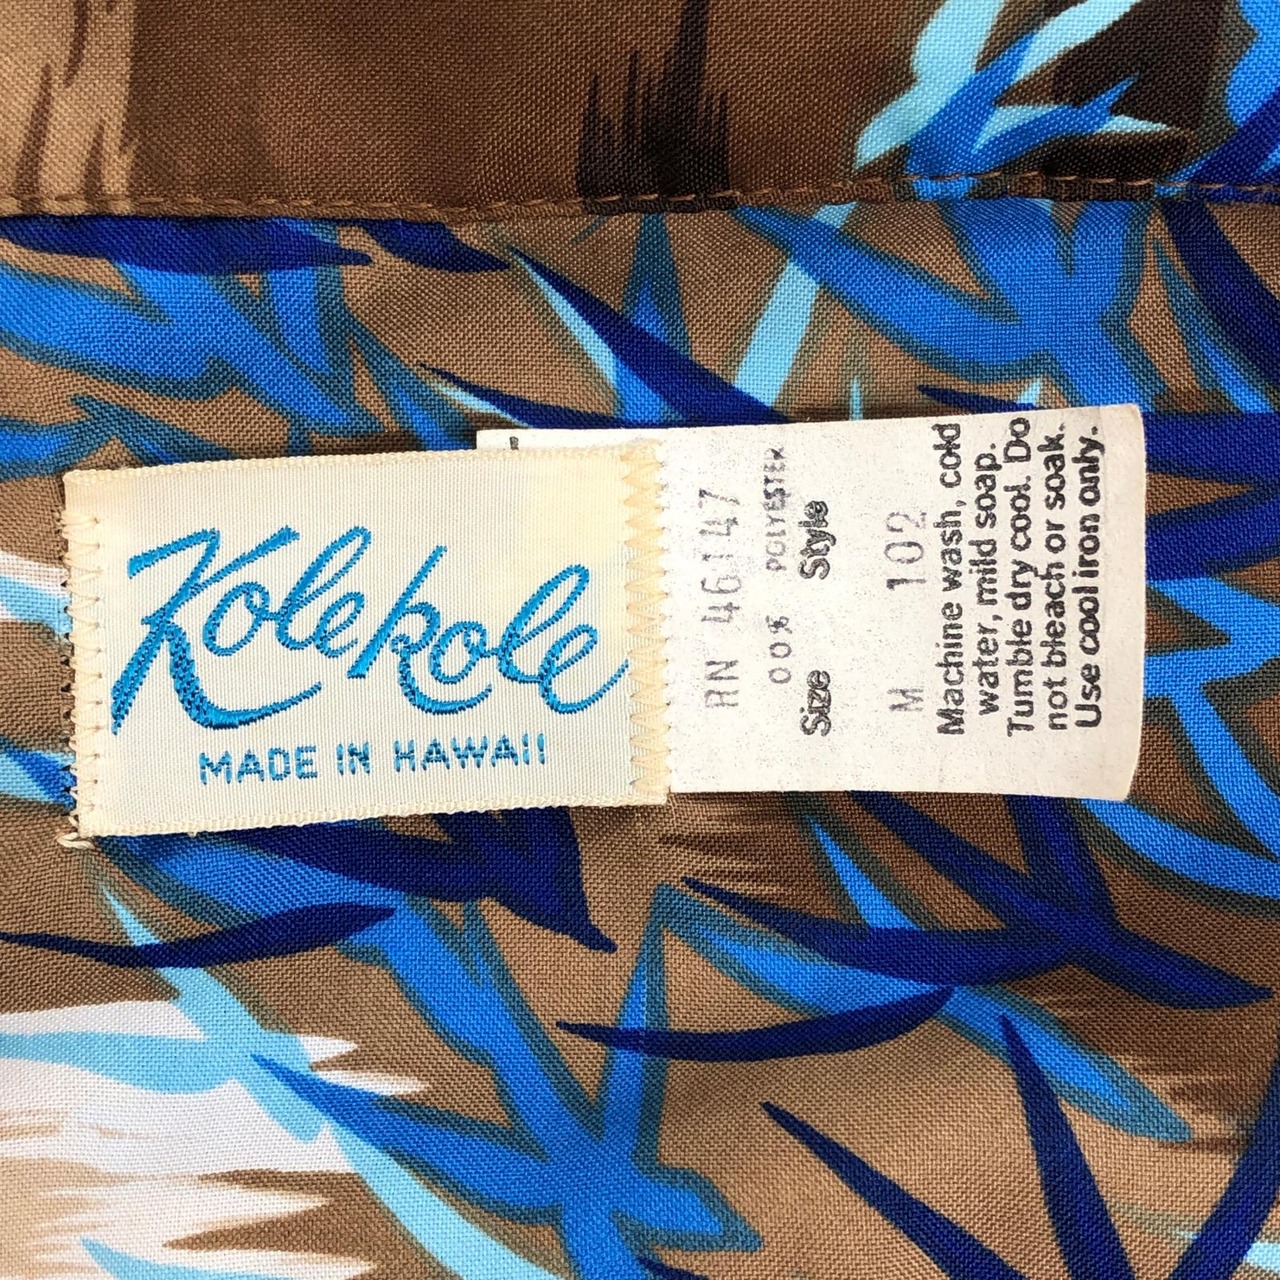 Kolekole
MADE IN HAWAII
RN 46147
00% POLYESTER
Size Style
M 102
Machine wash, cold
water, mild soap.
Tumble dry cool. Do
not bleach or soak.
Use cool iron only.